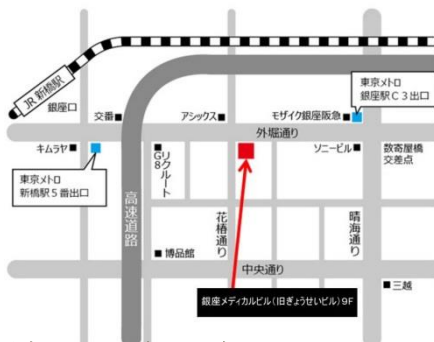 JR 新橋駅
銀座口
交番
アシックス
モザイク銀座阪急
東京メトロ
銀座駅C3出口
外堀通り
キムラヤ
東京メトロ
新橋駅5番出口
リクルート
G8
ソニービル
数寄屋橋
交差点
高速道路
花椿通り
晴海通り
博品館
中央通り
三越
銀座メディカルビル(旧ぎょうせいビル)9F